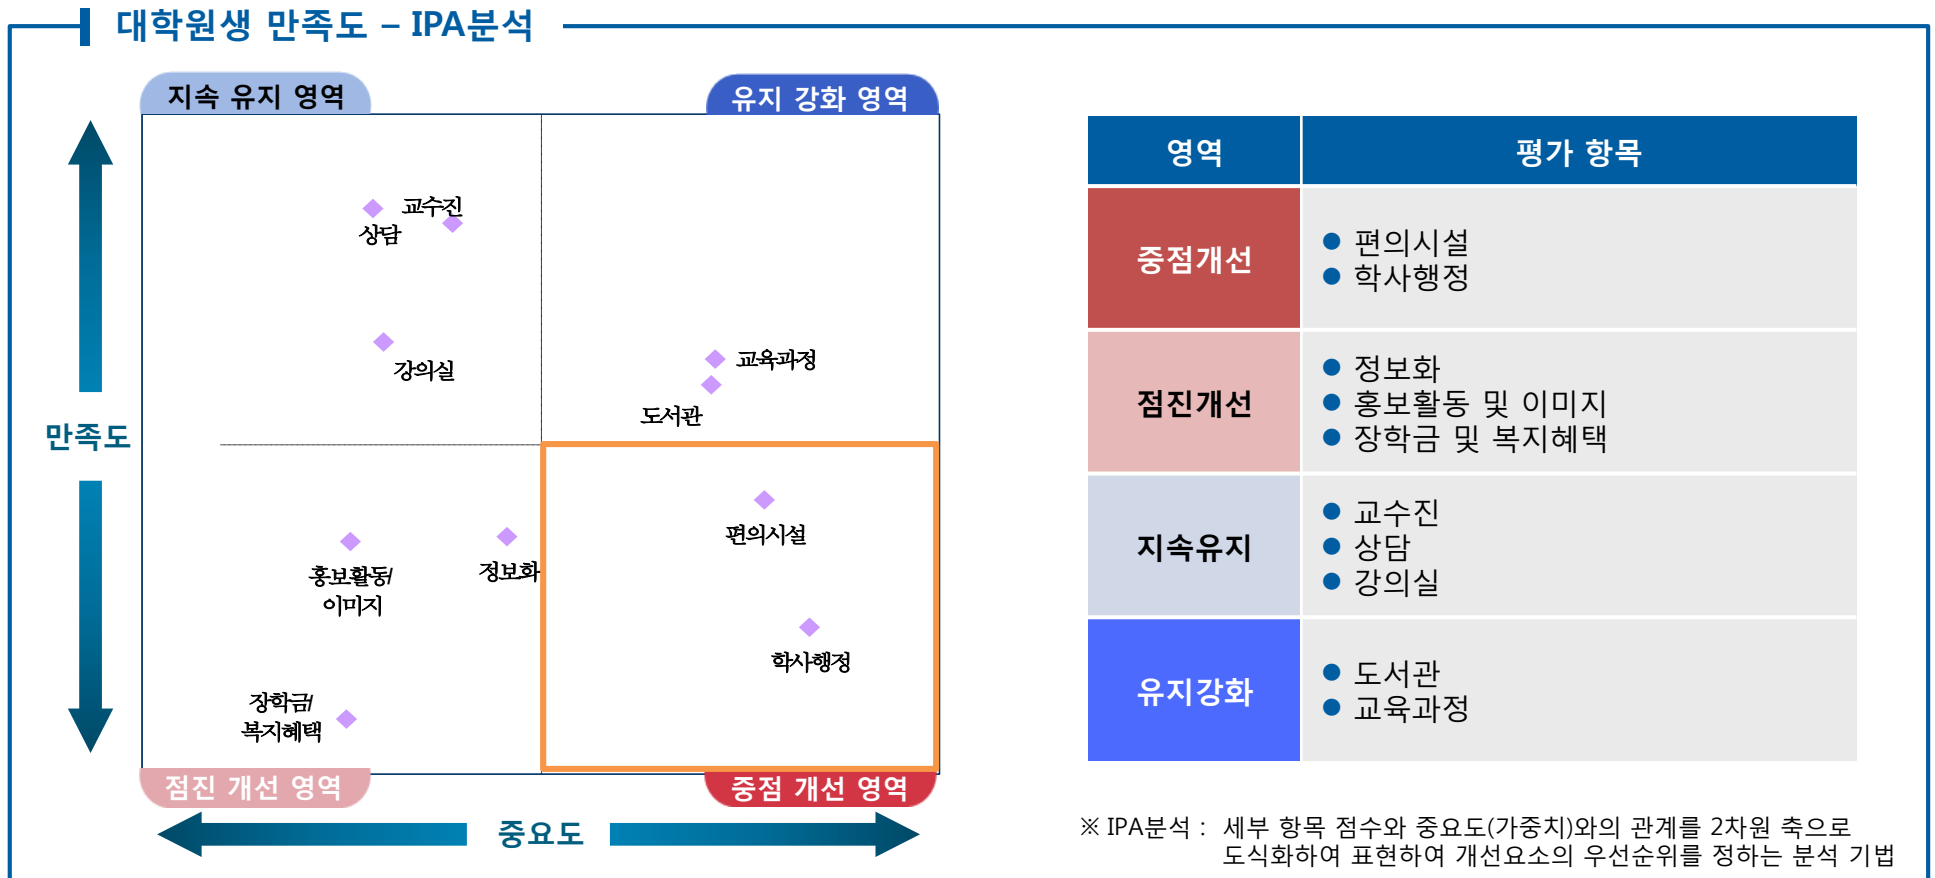 대학원생 만족도 – IPA분석
지속 유지 영역
유지 강화 영역
교수진
상담
강의실
교육과정
도서관
만족도
편의시설
정보화
홍보활동/
이미지
학사행정
장학금/
복지혜택
점진 개선 영역
중점 개선 영역
중요도
영역
평가 항목
중점개선
● 편의시설
● 학사행정
점진개선
● 정보화
● 홍보활동 및 이미지
● 장학금 및 복지혜택
지속유지
● 교수진
● 상담
● 강의실
유지강화
● 도서관
● 교육과정
※ IPA분석 : 세부 항목 점수와 중요도(가중치)와의 관계를 2차원 축으로
도식화하여 표현하여 개선요소의 우선순위를 정하는 분석 기법